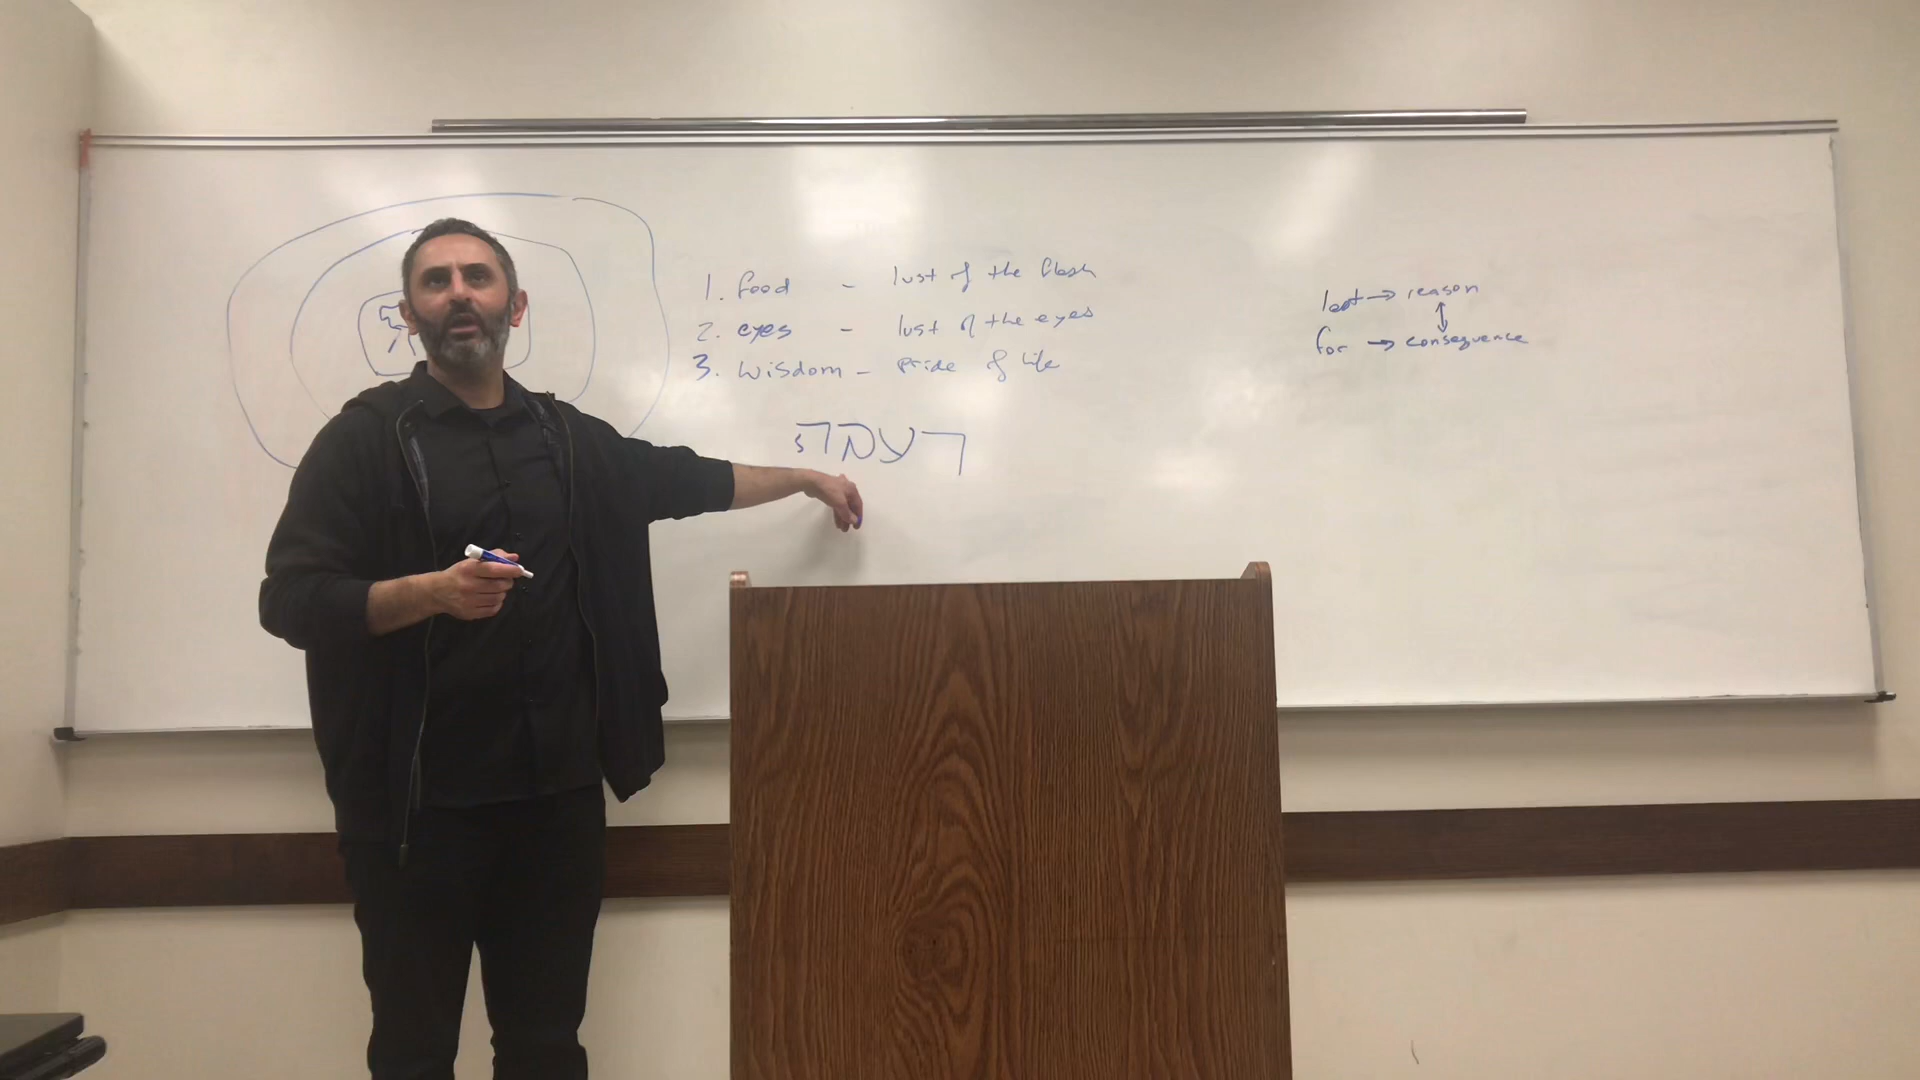 1. food - lust of the flesh
2. eyes - lust of the eyes
3. wisdom - pride of life
lest → reason
for → consequence